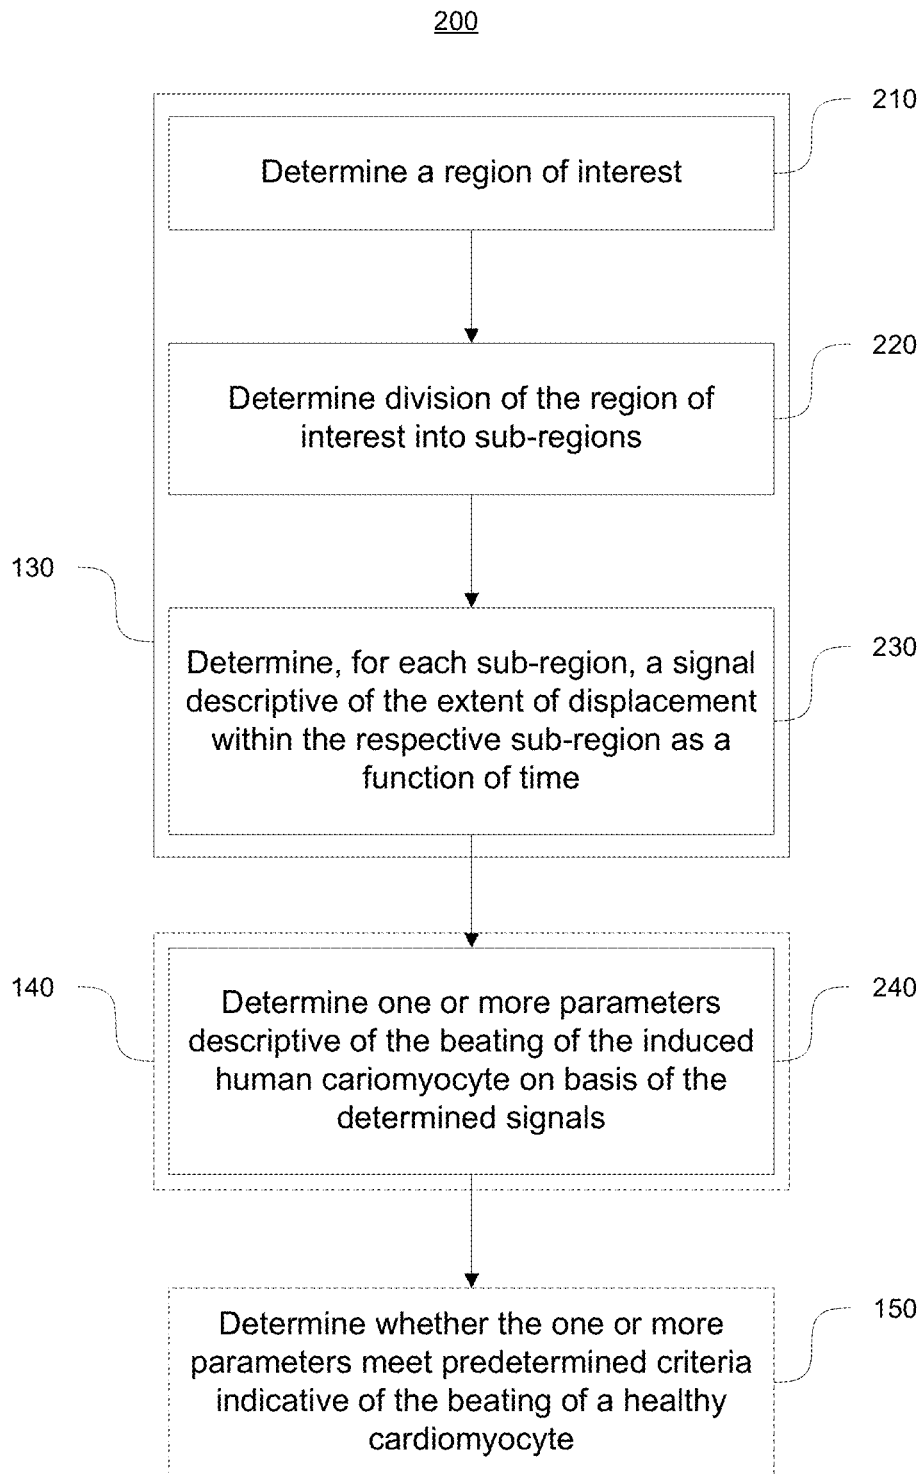 200
210
Determine a region of interest
220
Determine division of the region of
interest into sub-regions
130
230
Determine, for each sub-region, a signal
descriptive of the extent of displacement
within the respective sub-region as a
function of time
140
240
Determine one or more parameters
descriptive of the beating of the induced
human cariomyocyte on basis of the
determined signals
150
Determine whether the one or more
parameters meet predetermined criteria
indicative of the beating of a healthy
cardiomyocyte